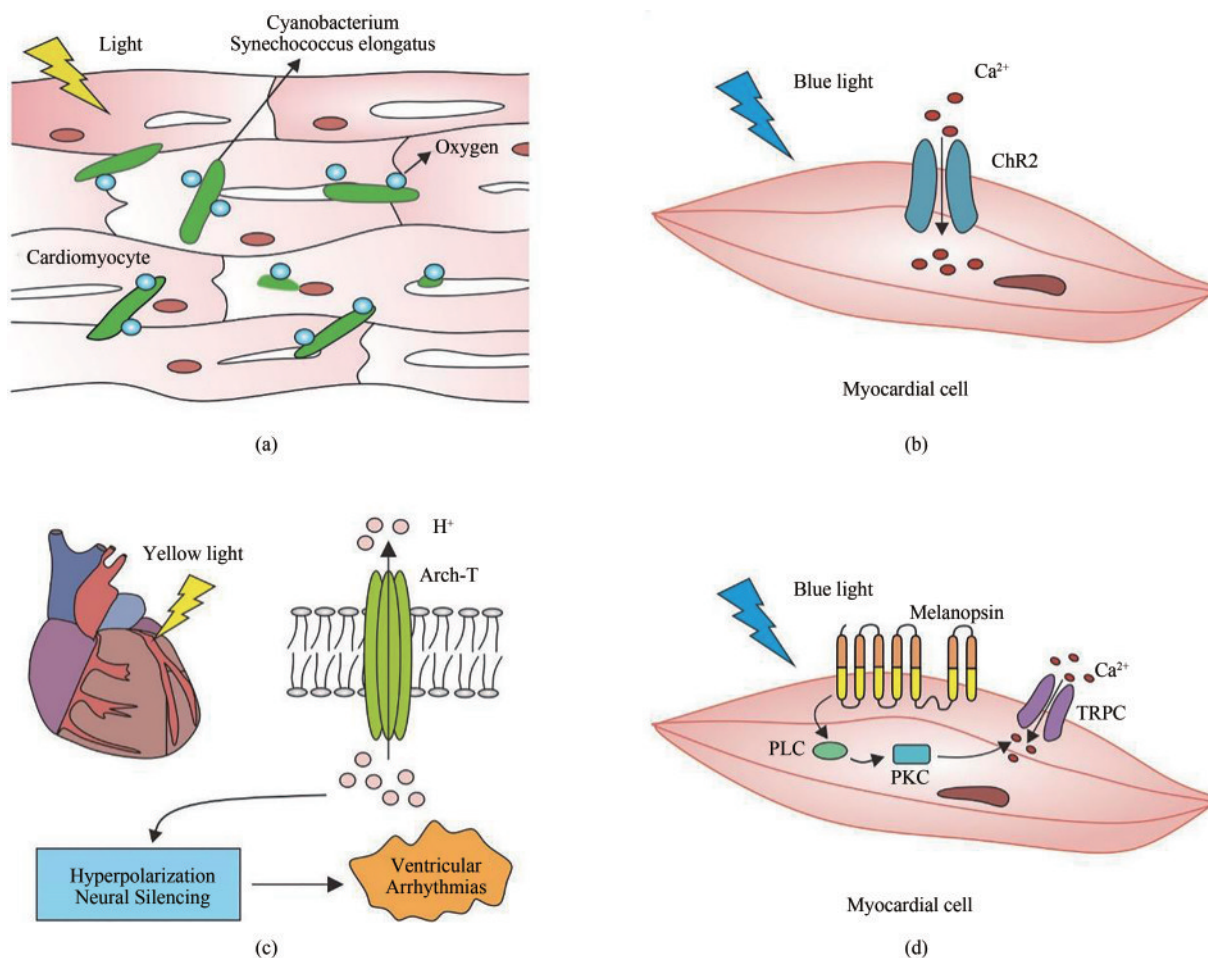 Cyanobacterium
Synechococcus elongatus
Light
Oxygen
Cardiomyocyte
(a)
Blue light
Ca²⁺
ChR2
Myocardial cell
(b)
Yellow light
H⁺
Arch-T
Hyperpolarization
Neural Silencing
Ventricular
Arrhythmias
(c)
Blue light
Melanopsin
Ca²⁺
TRPC
PLC
PKC
Myocardial cell
(d)